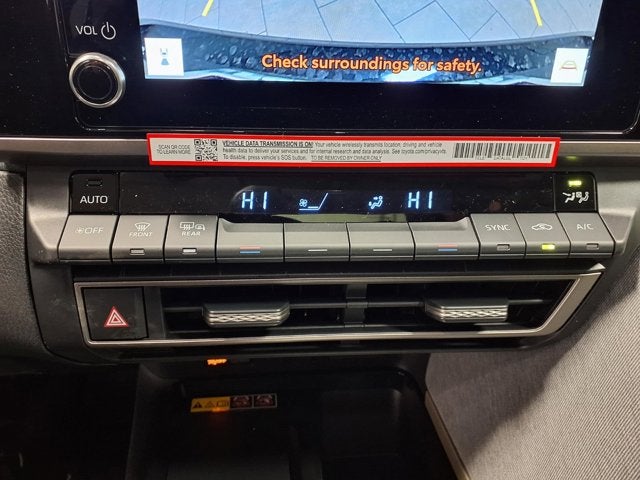 VOL
Check surroundings for safety.
SCAN QR CODE
TO LEARN MORE
VEHICLE DATA TRANSMISSION IS ON! Your vehicle wirelessly transmits location, driving and vehicle
health data to deliver your services and for internal research and data analysis. See toyota.com/privacyvts.
To disable, press vehicle's SOS button. TO BE REMOVED BY OWNER ONLY
AUTO
HI
HI
OFF
FRONT
REAR
SYNC
A/C